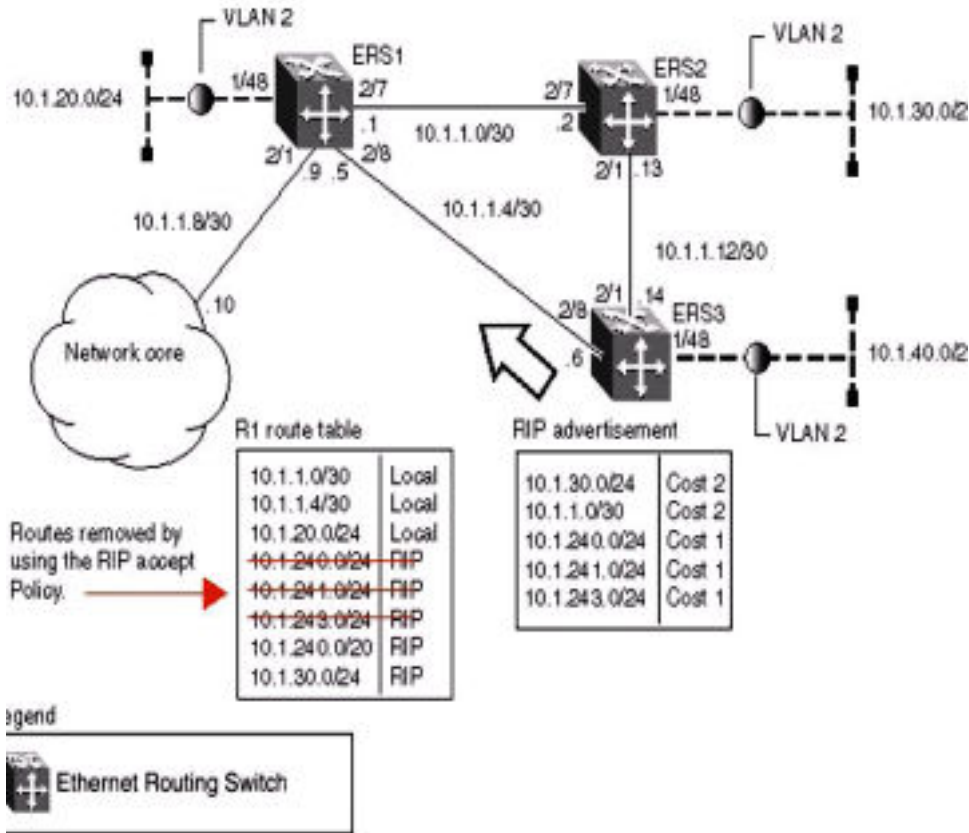 VLAN 2
VLAN 2
ERS1
ERS2
1/48
2/7
2/7
1/48
10.1.20.0/24
.1
.2
10.1.30.0/2
10.1.1.0/30
2/1
.9
.5
2/8
2/1
.13
10.1.1.8/30
10.1.1.4/30
10.1.1.12/30
.10
2/1
.14
2/8
ERS3
1/48
.6
Network core
10.1.40.0/2
VLAN 2
R1 route table
10.1.1.0/30 Local
10.1.1.4/30 Local
10.1.20.0/24 Local
10.1.240.0/24 RIP
10.1.241.0/24 RIP
10.1.243.0/24 RIP
10.1.240.0/20 RIP
10.1.30.0/24 RIP
RIP advertisement
10.1.30.0/24 Cost 2
10.1.1.0/30 Cost 2
10.1.240.0/24 Cost 1
10.1.241.0/24 Cost 1
10.1.243.0/24 Cost 1
Routes removed by
using the RIP accept
Policy.
egend
Ethernet Routing Switch